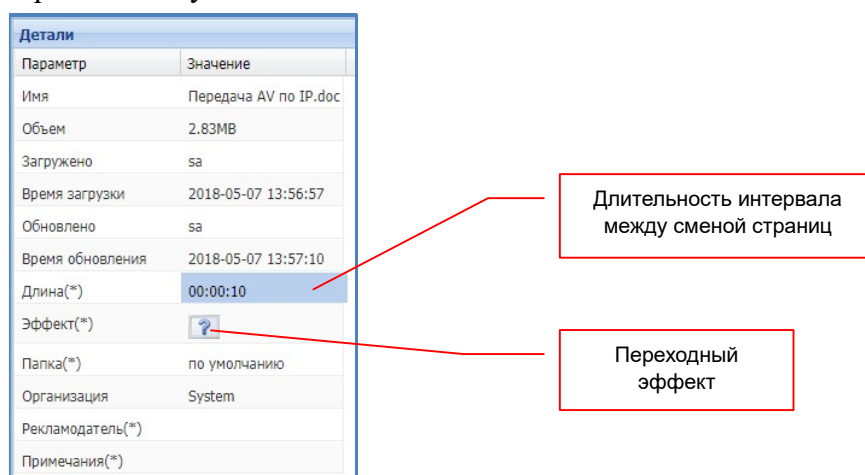 Детали
Параметр Значение
Имя Передача AV по IP.doc
Объем 2.83MB
Загружено sa
Время загрузки 2018-05-07 13:56:57
Обновлено sa
Время обновления 2018-05-07 13:57:10
Длина(*) 00:00:10
Эффект(*) ?
Папка(*) по умолчанию
Организация System
Рекламодатель(*)
Примечания(*)
Длительность интервала
между сменой страниц
Переходный
эффект